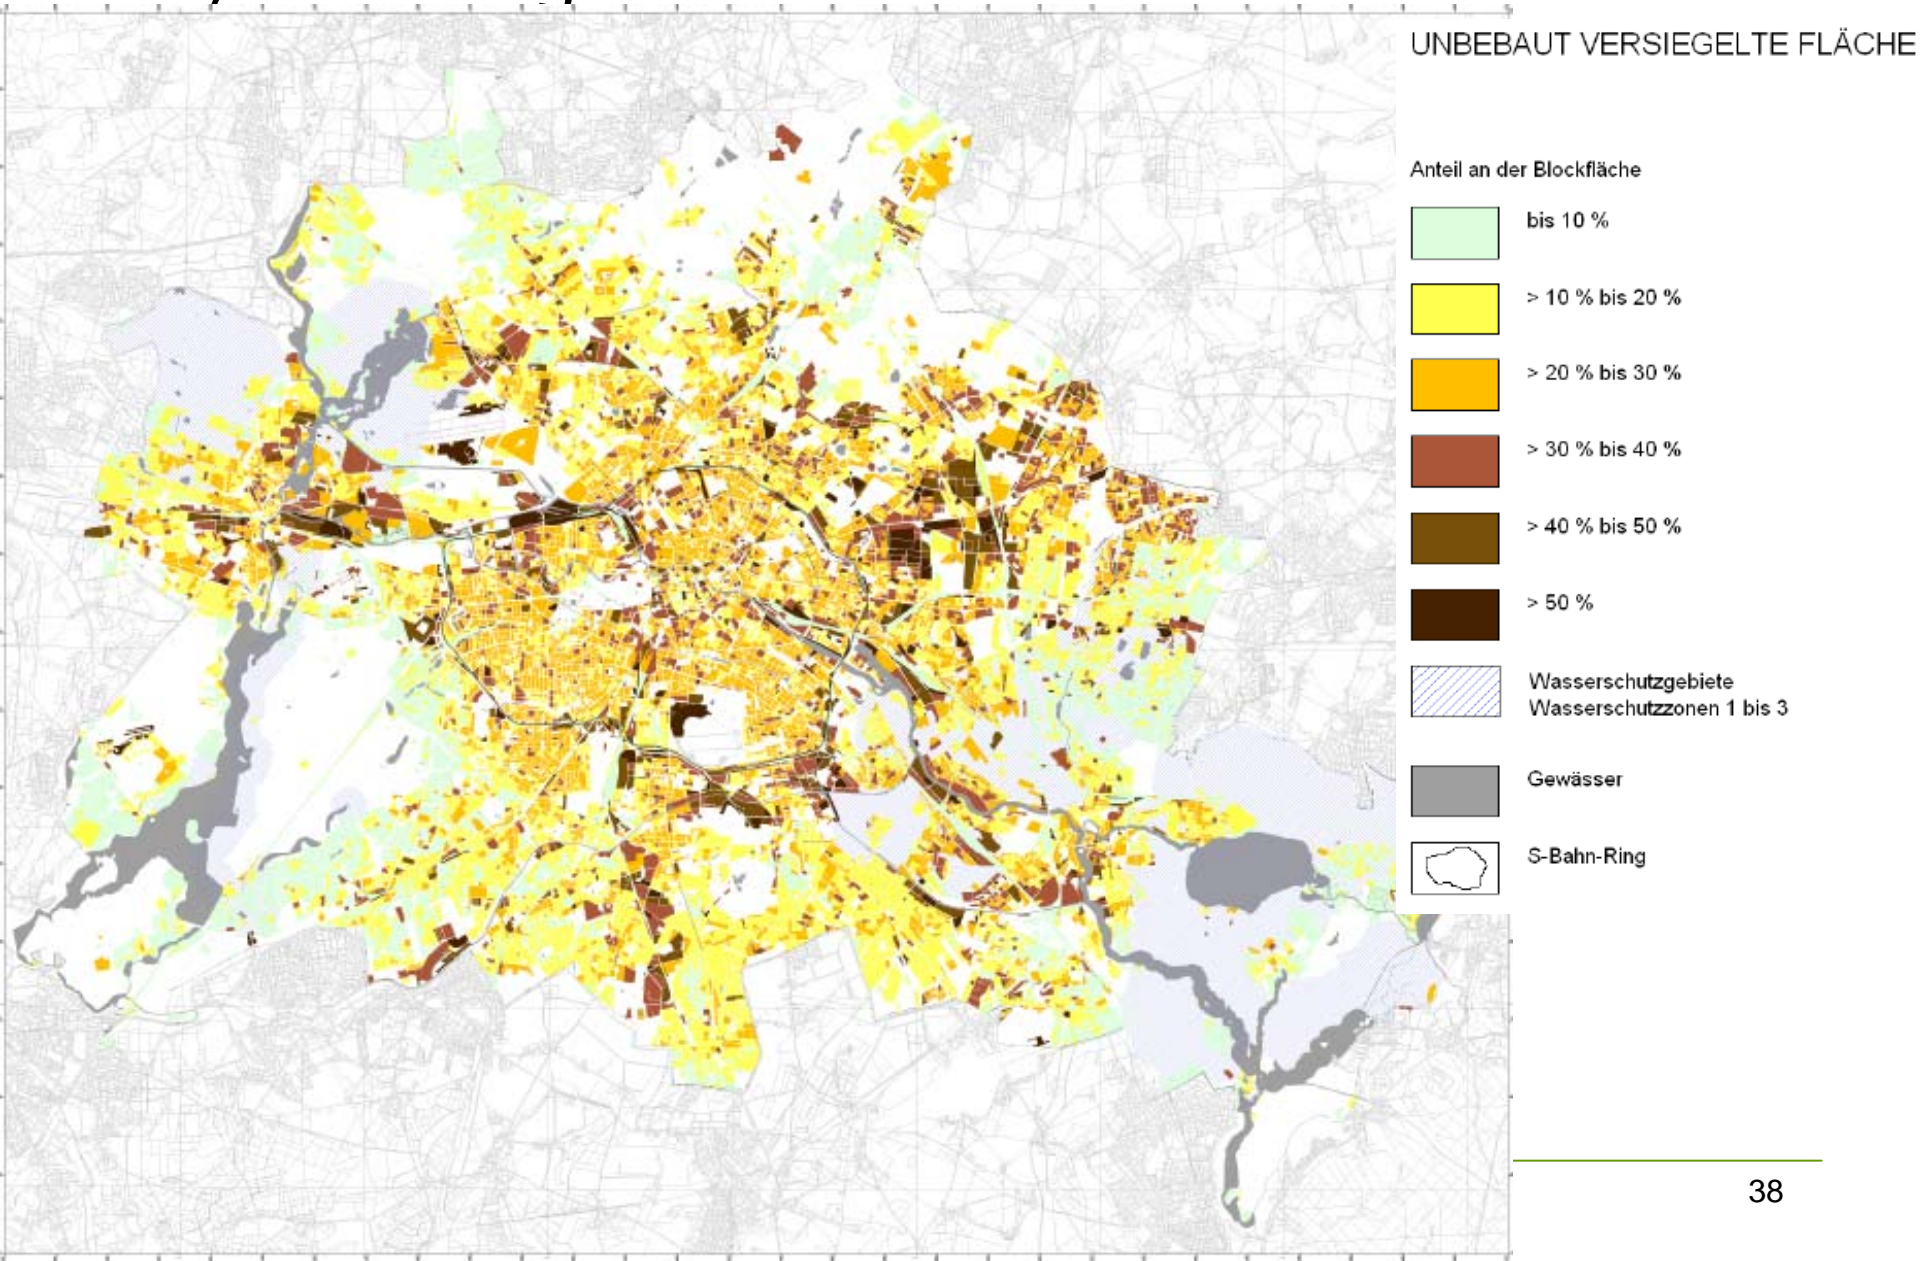 UNBEBAUT VERSIEGELTE FLÄCHE
Anteil an der Blockfläche
bis 10 %
> 10 % bis 20 %
> 20 % bis 30 %
> 30 % bis 40 %
> 40 % bis 50 %
> 50 %
Wasserschutzgebiete
Wasserschutzzonen 1 bis 3
Gewässer
S-Bahn-Ring
38